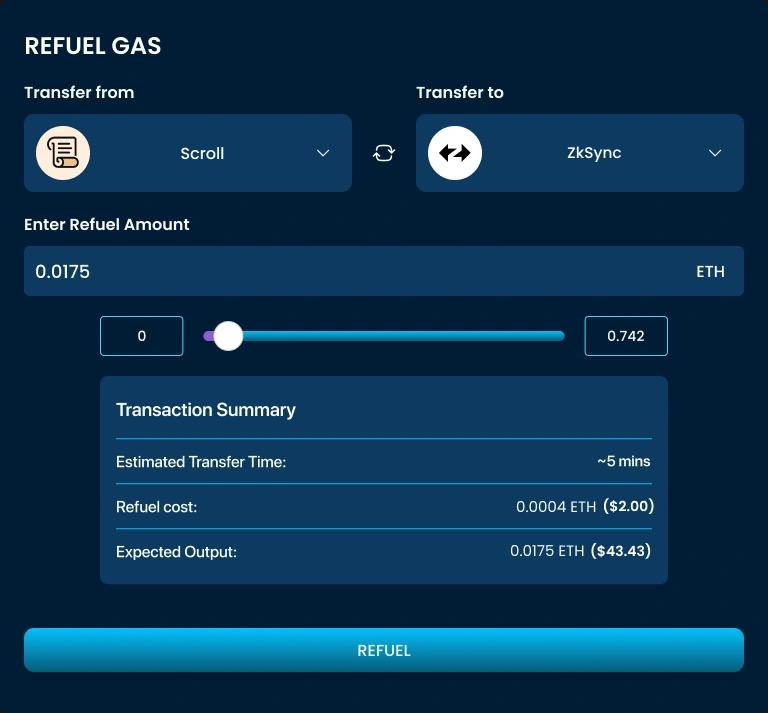 REFUEL GAS
Transfer from
Transfer to
Scroll
ZkSync
Enter Refuel Amount
0.0175 ETH
0
0.742
Transaction Summary
Estimated Transfer Time: ~5 mins
Refuel cost: 0.0004 ETH ($2.00)
Expected Output: 0.0175 ETH ($43.43)
REFUEL